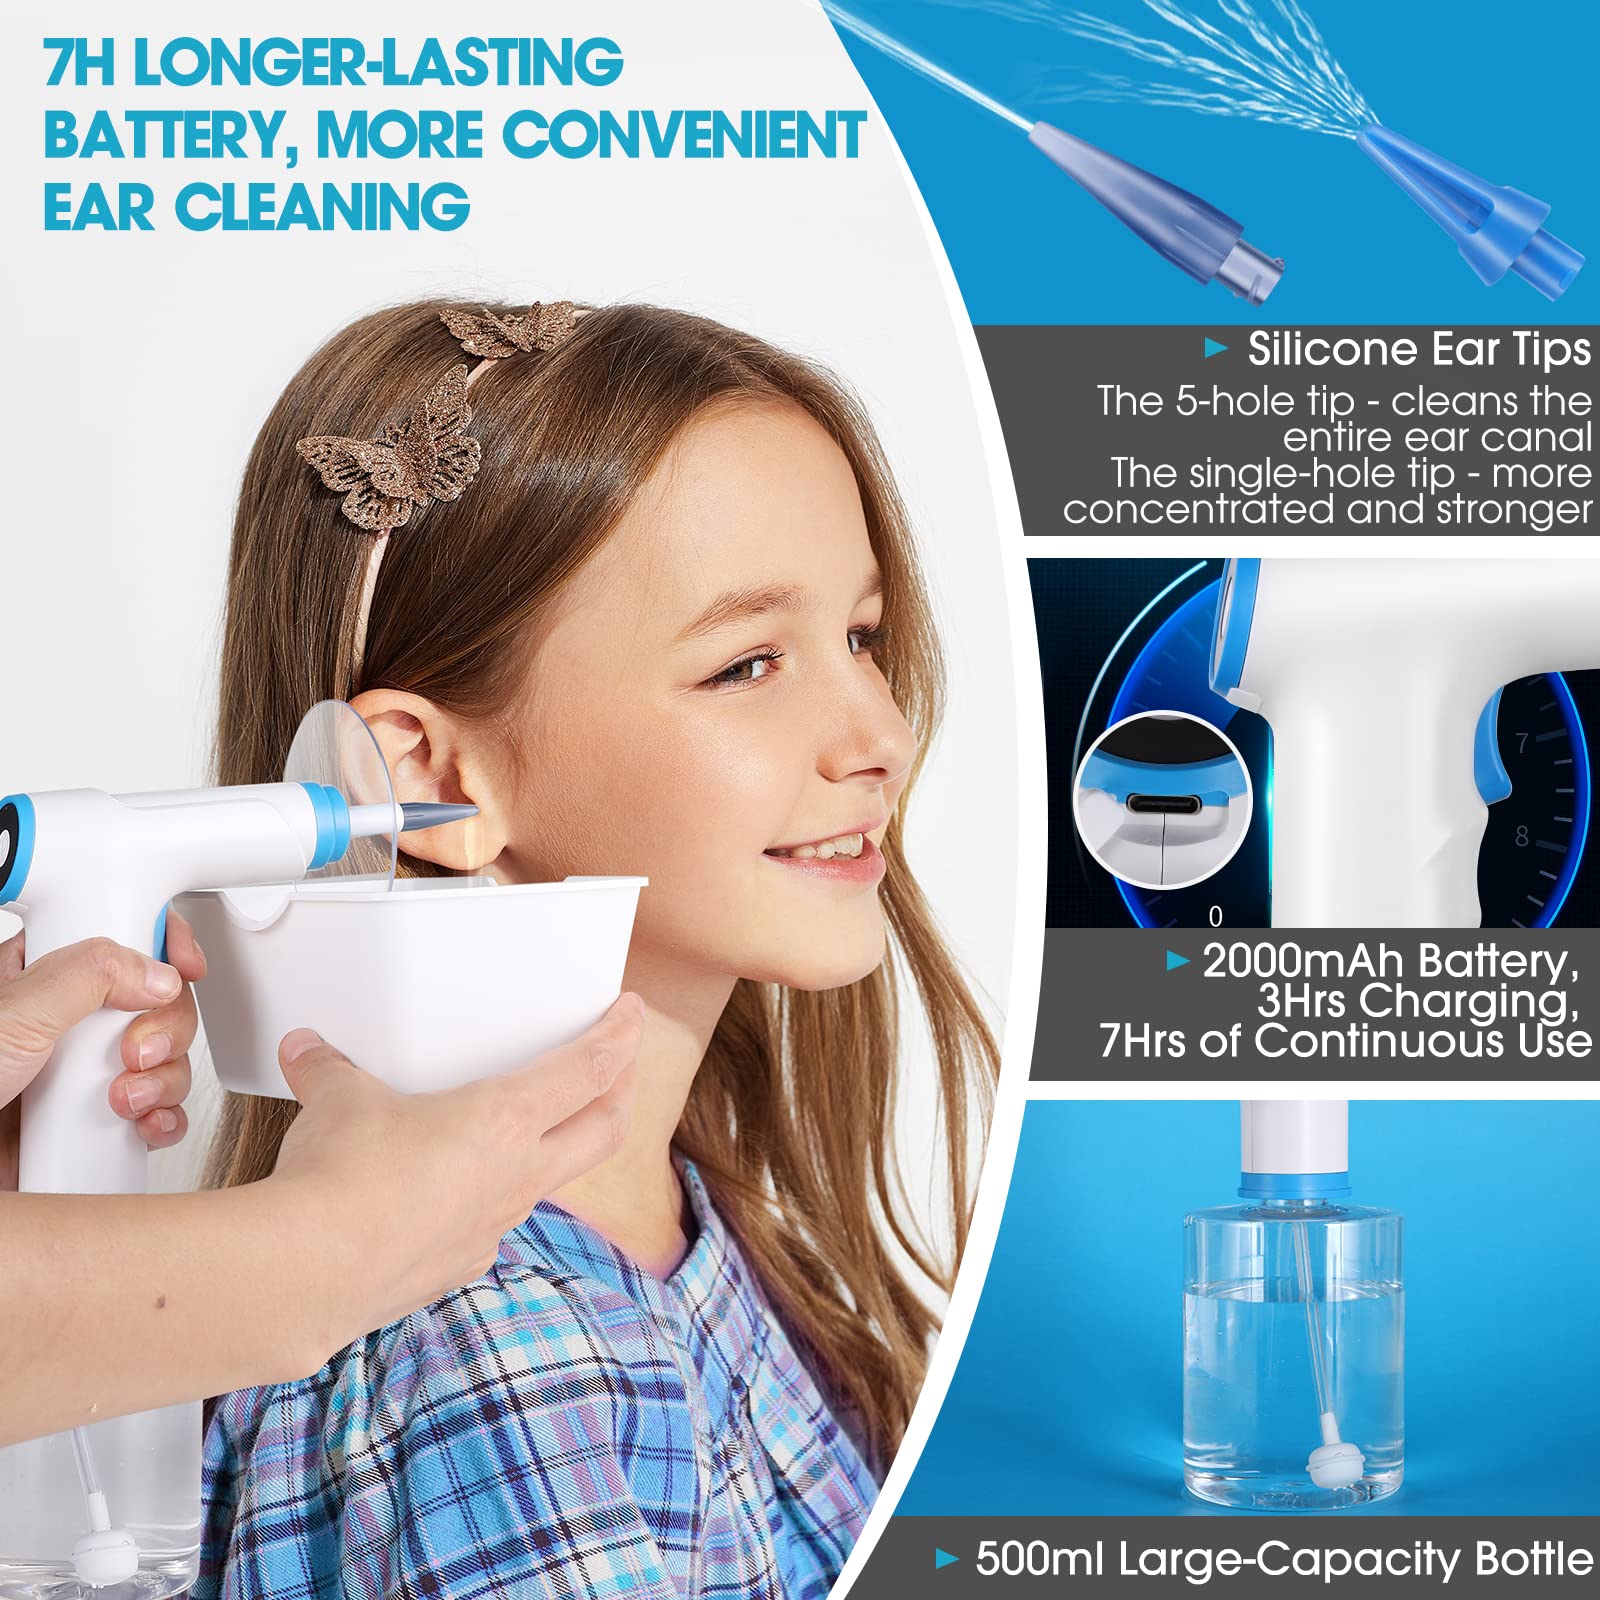 7H LONGER-LASTING
BATTERY, MORE CONVENIENT
EAR CLEANING
Silicone Ear Tips
The 5-hole tip - cleans the
entire ear canal
The single-hole tip - more
concentrated and stronger
7
8
0
2000mAh Battery,
3Hrs Charging,
7Hrs of Continuous Use
500ml Large-Capacity Bottle